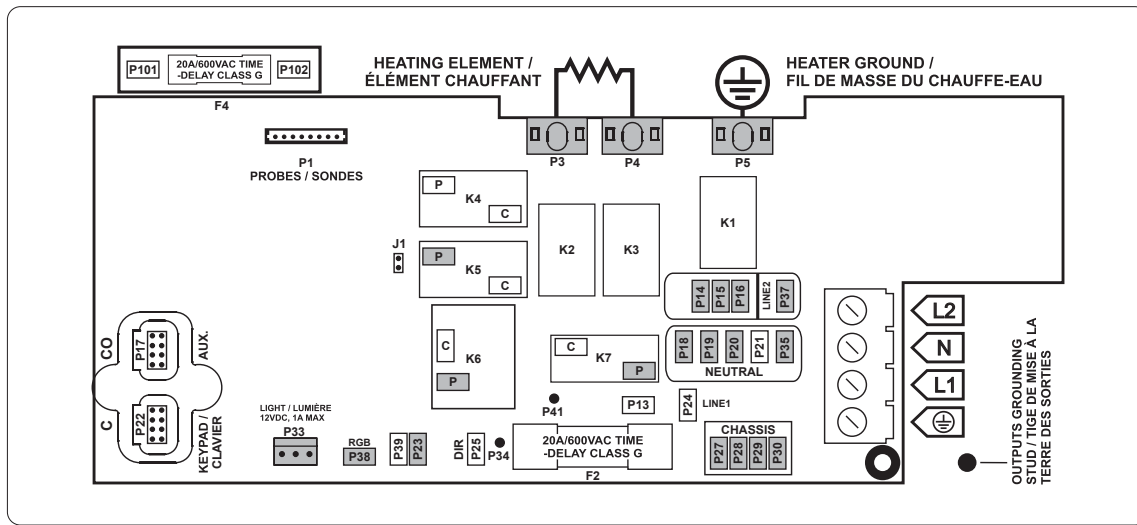 P101
20A/600VAC TIME
-DELAY CLASS G
P102
F4
HEATING ELEMENT /
ÉLÉMENT CHAUFFANT
HEATER GROUND /
FIL DE MASSE DU CHAUFFE-EAU
P3
P4
P5
P1
PROBES / SONDES
P
K4
C
K2
K3
K1
J1
P
K5
C
P14
P15
P16
LINE2
P37
L2
N
L1
CO
P17
AUX.
C
K6
P
C
K7
P
P18
P19
P20
P21
P35
NEUTRAL
C
P22
KEYPAD /
CLAVIER
LIGHT / LUMIÈRE
12VDC, 1A MAX
P33
RGB
P38
P39
P23
DIR
P25
P34
P41
P13
P24
LINE1
20A/600VAC TIME
-DELAY CLASS G
F2
CHASSIS
P27
P28
P29
P30
OUTPUTS GROUNDING
STUD / TIGE DE MISE À LA
TERRE DES SORTIES